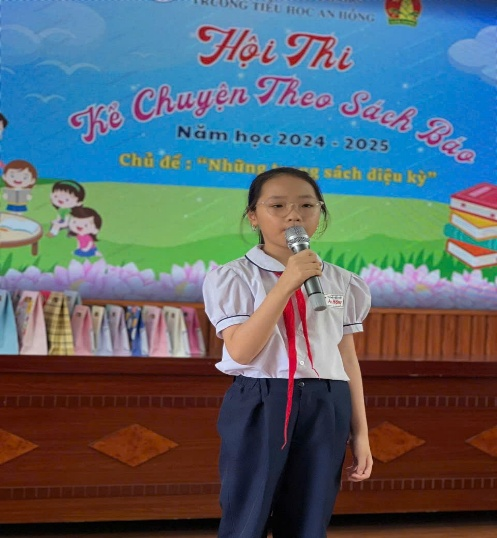 TRƯỜNG TIỂU HỌC AN HỒNG
Hội Thi
Kể Chuyện Theo Sách Báo
Năm học 2024 - 2025
Chủ đề : "Những sách diệu kỳ"